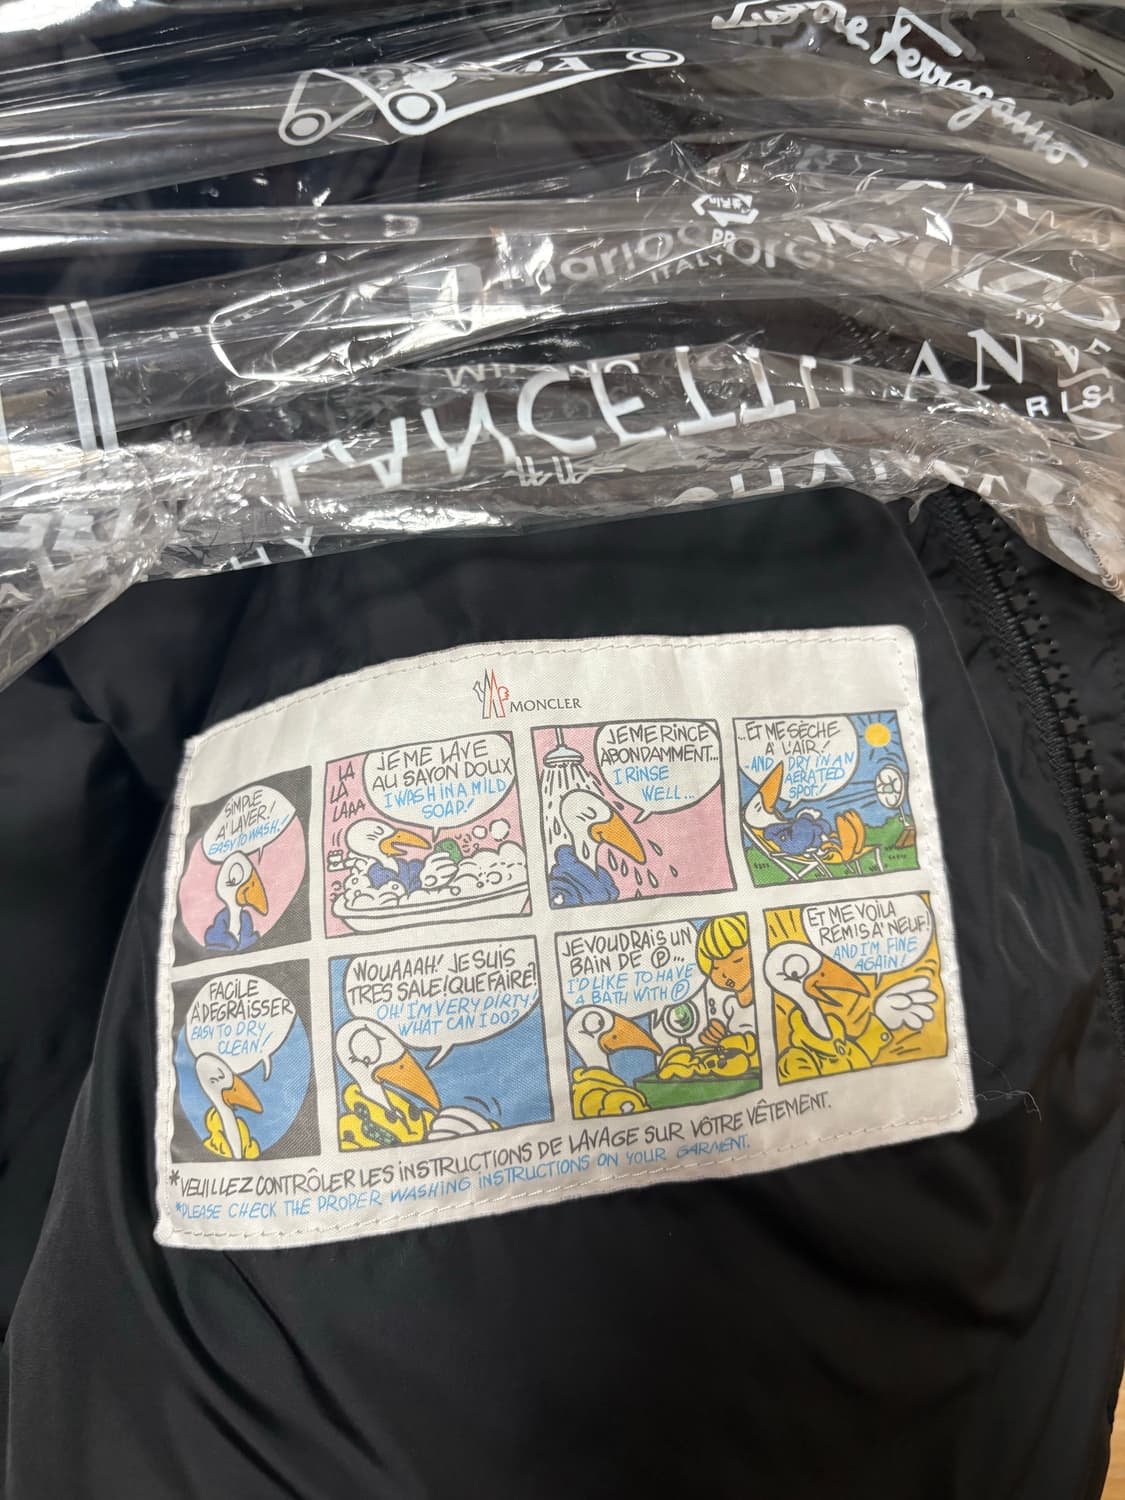 Ferragamo
PP
ITALY
LANCETTI
MILANO
PARIS
MONCLER
SIMPLE
A' LAVER!
EASY TO WASH!
LA
LA
LAAA
JE ME LAVE
AU SAVON DOUX
I WASH IN A MILD
SOAP!
JE ME RINCE
ABONDAMMENT...
I RINSE
WELL...
...ET ME SÈCHE
A' L'AIR!
-AND DRY IN AN
AERATED
SPOT!
FACILE
A' DEGRAISSER
EASY TO DRY
CLEAN!
WOUAAAH! JE SUIS
TRES SALE! QUE FAIRE?
OH! I'M VERY DIRTY!
WHAT CAN I DO?
JE VOUDRAIS UN
BAIN DE Ⓟ...
I'D LIKE TO HAVE
A BATH WITH Ⓟ
ET ME VOILA
REMIS A' NEUF!
AND I'M FINE
AGAIN!
*VEUILLEZ CONTRÔLER LES INSTRUCTIONS DE LAVAGE SUR VÔTRE VÊTEMENT.
*PLEASE CHECK THE PROPER WASHING INSTRUCTIONS ON YOUR GARMENT.